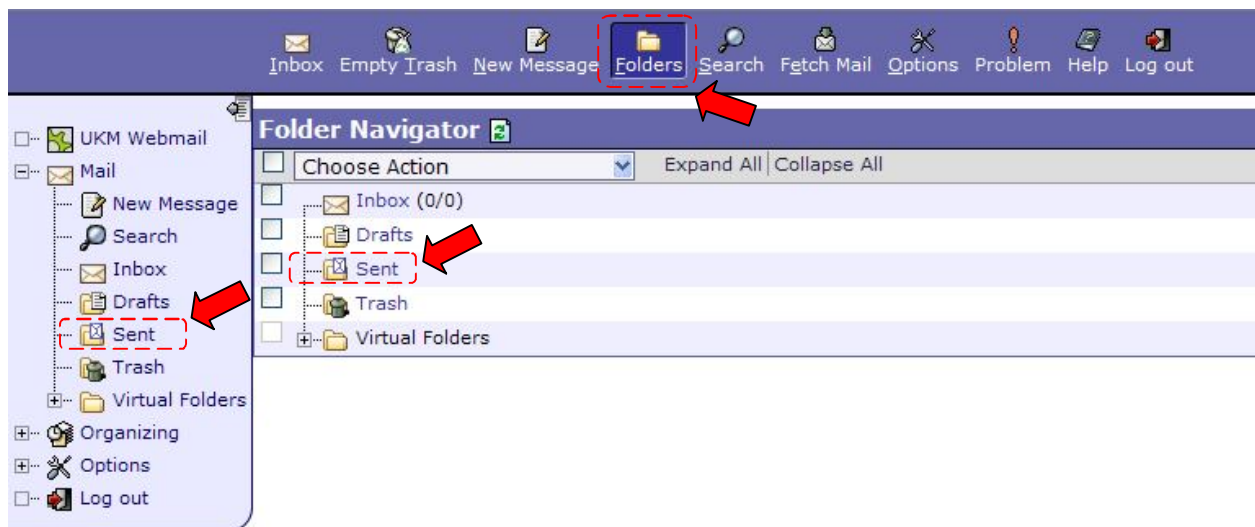 Inbox Empty Trash New Message Folders Search Fetch Mail Options Problem Help Log out
UKM Webmail
Mail
New Message
Search
Inbox
Drafts
Sent
Trash
Virtual Folders
Organizing
Options
Log out
Folder Navigator
Choose Action Expand All Collapse All
Inbox (0/0)
Drafts
Sent
Trash
Virtual Folders